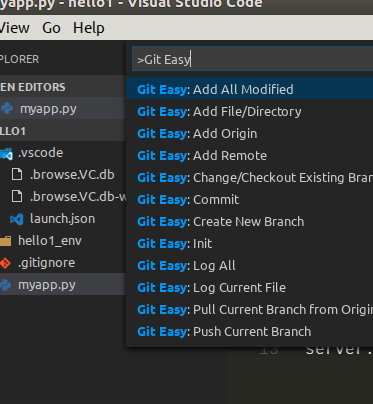 myapp.py - hello1 - Visual Studio Code
View Go Help
PLORER
>Git Easy
EN EDITORS
myapp.py
LLO1
.vscode
.browse.VC.db
.browse.VC.db-w
launch.json
hello1_env
.gitignore
myapp.py
Git Easy: Add All Modified
Git Easy: Add File/Directory
Git Easy: Add Origin
Git Easy: Add Remote
Git Easy: Change/Checkout Existing Bran
Git Easy: Commit
Git Easy: Create New Branch
Git Easy: Init
Git Easy: Log All
Git Easy: Log Current File
Git Easy: Pull Current Branch from Origin
Git Easy: Push Current Branch
13 server.